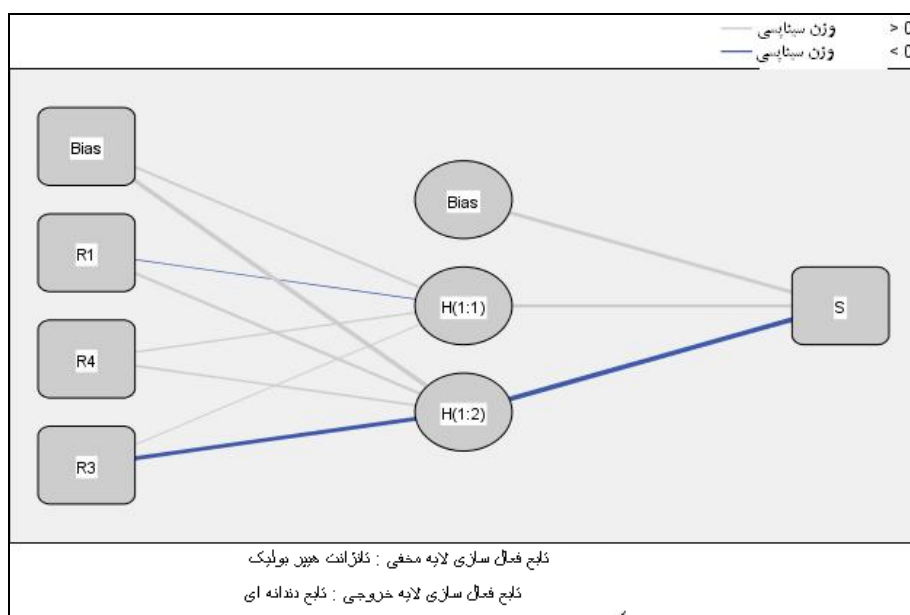 وزن سیناپسی > 0
وزن سیناپسی < 0
Bias
R1
R4
R3
Bias
H(1:1)
H(1:2)
S
تابع فعال سازی لایه مخفی : تانژانت هیپر بولیک
تابع فعال سازی لایه خروجی : تابع دندانه ای